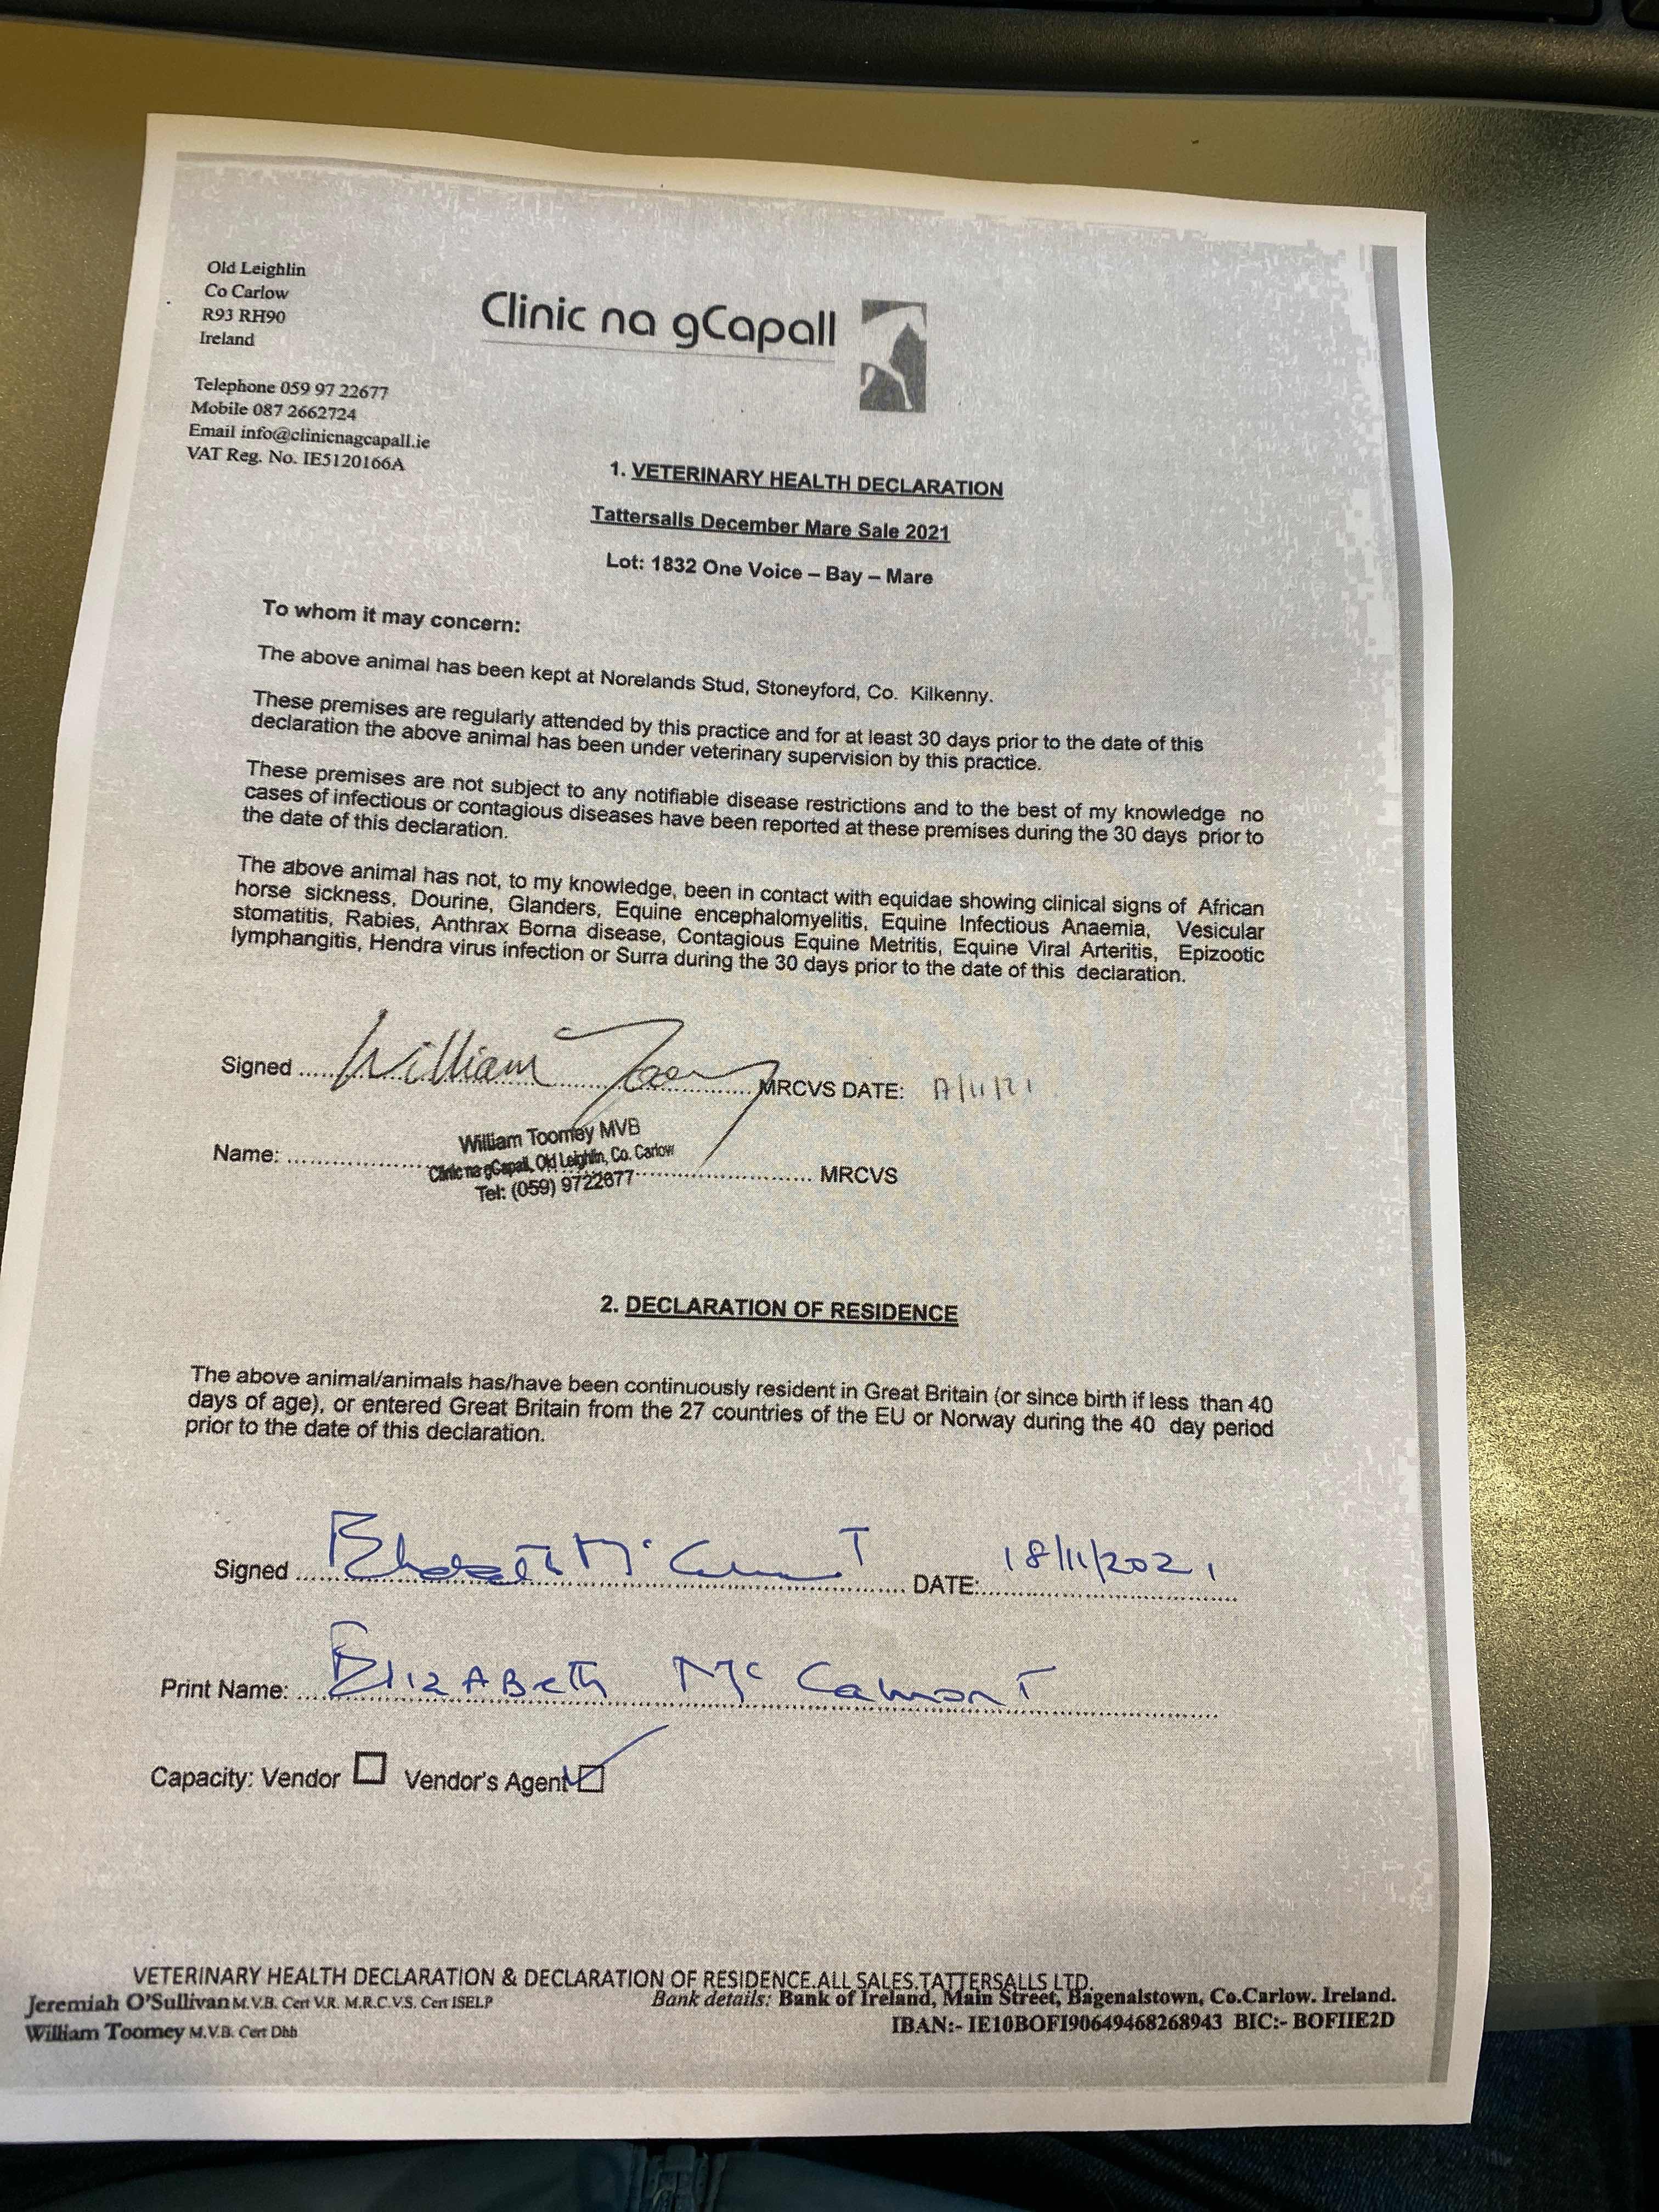 Old Leighlin
Co Carlow
R93 RH90
Ireland
Telephone 059 97 22677
Mobile 087 2662724
Email info@clinicnagcapall.ie
VAT Reg. No. IE5120166A
Clinic na gCapall
1. VETERINARY HEALTH DECLARATION
Tattersalls December Mare Sale 2021
Lot: 1832 One Voice – Bay – Mare
To whom it may concern:
The above animal has been kept at Norelands Stud, Stoneyford, Co. Kilkenny.
These premises are regularly attended by this practice and for at least 30 days prior to the date of this
declaration the above animal has been under veterinary supervision by this practice.
These premises are not subject to any notifiable disease restrictions and to the best of my knowledge no
cases of infectious or contagious diseases have been reported at these premises during the 30 days prior to
the date of this declaration.
The above animal has not, to my knowledge, been in contact with equidae showing clinical signs of African
horse sickness, Dourine, Glanders, Equine encephalomyelitis, Equine Infectious Anaemia, Vesicular
stomatitis, Rabies, Anthrax Borna disease, Contagious Equine Metritis, Equine Viral Arteritis, Epizootic
lymphangitis, Hendra virus infection or Surra during the 30 days prior to the date of this declaration.
Signed William Toomey MRCVS DATE: 17/11/21
William Toomey MVB
Name: Clinic na gCapall, Old Leighlin, Co. Carlow MRCVS
Tel: (059) 9722677
2. DECLARATION OF RESIDENCE
The above animal/animals has/have been continuously resident in Great Britain (or since birth if less than 40
days of age), or entered Great Britain from the 27 countries of the EU or Norway during the 40 day period
prior to the date of this declaration.
Signed DATE: 18/11/2021
Print Name: Elizabeth Mc Camont
Capacity: Vendor Vendor's Agent
VETERINARY HEALTH DECLARATION & DECLARATION OF RESIDENCE.ALL SALES.TATTERSALLS LTD.
Jeremiah O'Sullivan M.V.B. Cert V.R. M.R.C.V.S. Cert ISELP Bank details: Bank of Ireland, Main Street, Bagenalstown, Co.Carlow. Ireland.
William Toomey M.V.B. Cert Dhh IBAN:- IE10BOFI90649468268943 BIC:- BOFIIE2D